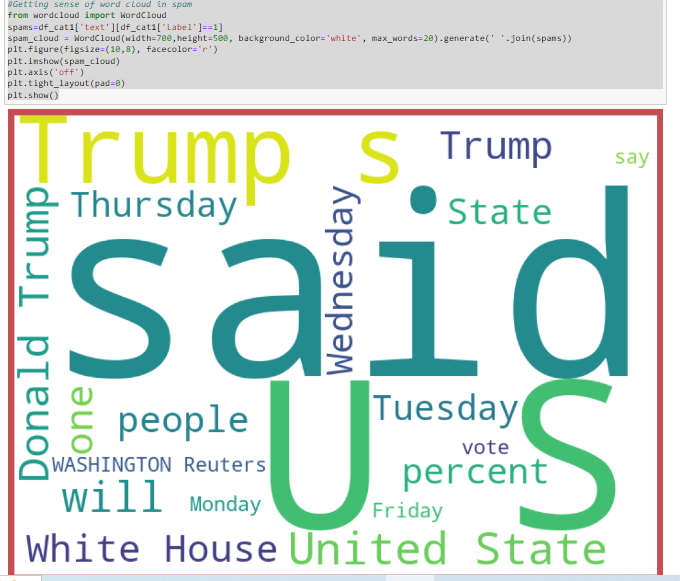 #Getting sense of word cloud in spam
from wordcloud import WordCloud
spams=df_cat1['text'][df_cat1['Label']==1]
spam_cloud = WordCloud(width=700,height=500, background_color='white', max_words=20).generate(' '.join(spams))
plt.figure(figsize=(10,8), facecolor='r')
plt.imshow(spam_cloud)
plt.axis('off')
plt.tight_layout(pad=0)
plt.show()
Trump s
Trump
say
Thursday
State
Donald Trump
said
Wednesday
one
people
U S
Tuesday
vote
WASHINGTON Reuters
percent
will
Monday
Friday
White House
United State